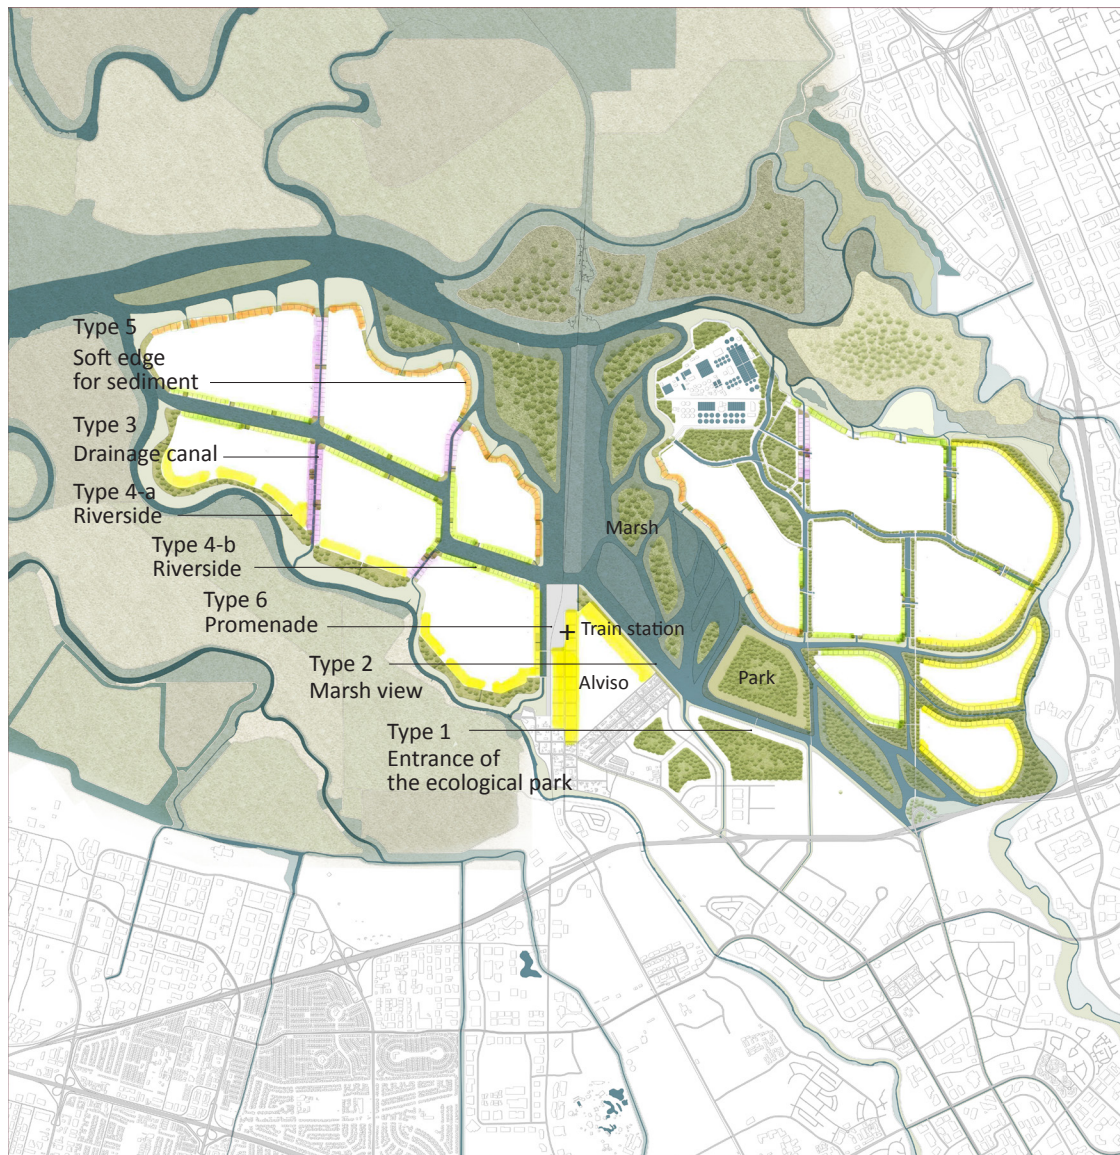 Type 5
Soft edge
for sediment
Type 3
Drainage canal
Type 4-a
Riverside
Type 4-b
Riverside
Type 6
Promenade
Type 2
Marsh view
Type 1
Entrance of
the ecological park
Marsh
Train station
Alviso
Park